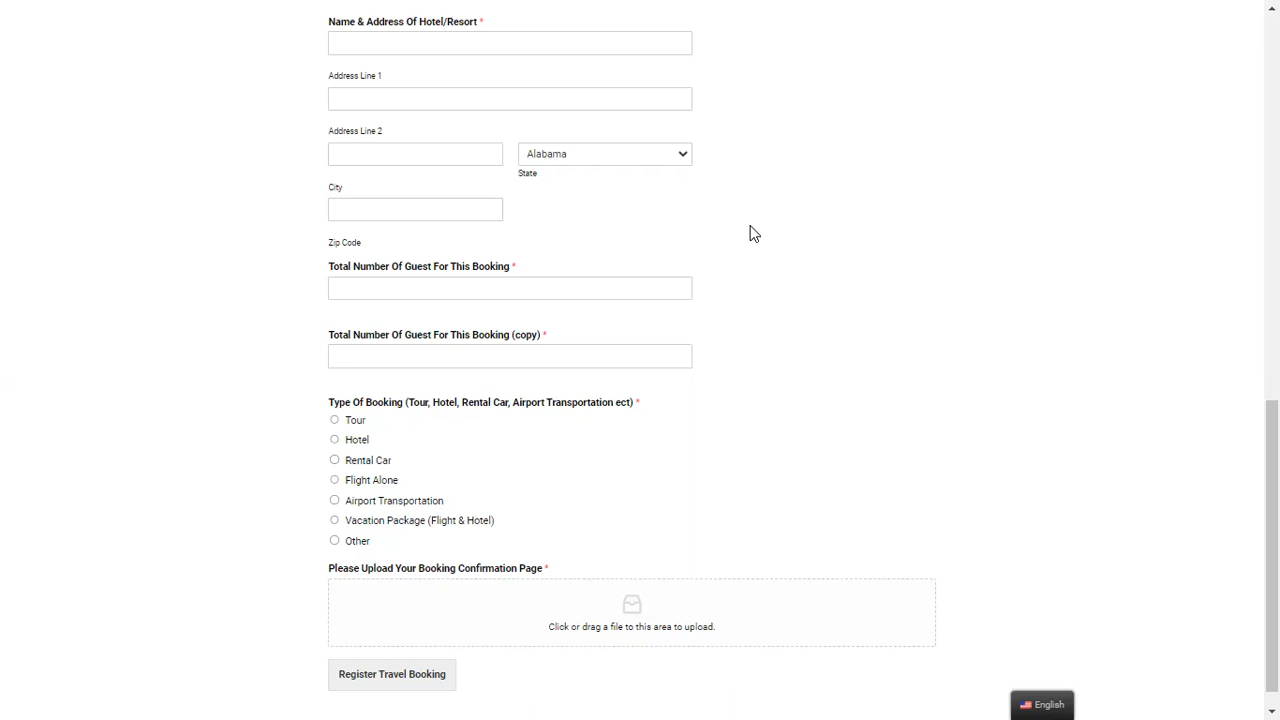 Name & Address Of Hotel/Resort *
Address Line 1
Address Line 2
Alabama
State
City
Zip Code
Total Number Of Guest For This Booking *
Total Number Of Guest For This Booking (copy) *
Type Of Booking (Tour, Hotel, Rental Car, Airport Transportation ect) *
Tour
Hotel
Rental Car
Flight Alone
Airport Transportation
Vacation Package (Flight & Hotel)
Other
Please Upload Your Booking Confirmation Page *
Click or drag a file to this area to upload.
Register Travel Booking
English